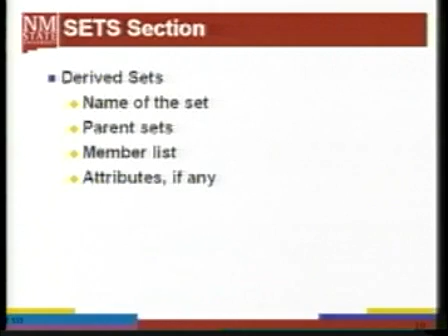 NM
STATE
SETS Section
Derived Sets
Name of the set
Parent sets
Member list
Attributes, if any